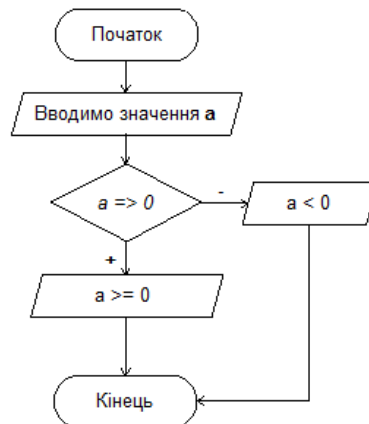 Початок
Вводимо значення а
a => 0
-
a < 0
+
a >= 0
Кінець